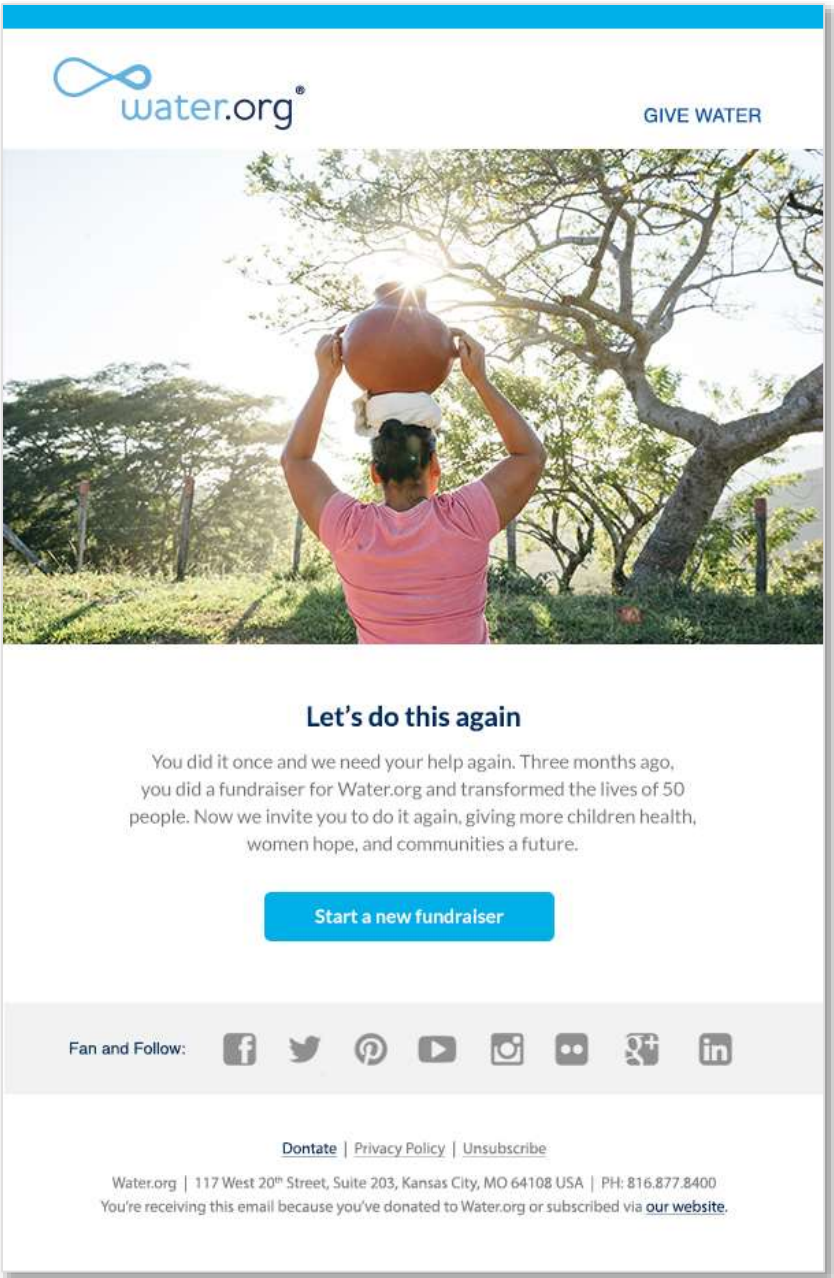 water.org®
GIVE WATER
Let's do this again
You did it once and we need your help again. Three months ago,
you did a fundraiser for Water.org and transformed the lives of 50
people. Now we invite you to do it again, giving more children health,
women hope, and communities a future.
Start a new fundraiser
Fan and Follow:
Dontate | Privacy Policy | Unsubscribe
Water.org | 117 West 20th Street, Suite 203, Kansas City, MO 64108 USA | PH: 816.877.8400
You're receiving this email because you've donated to Water.org or subscribed via our website.